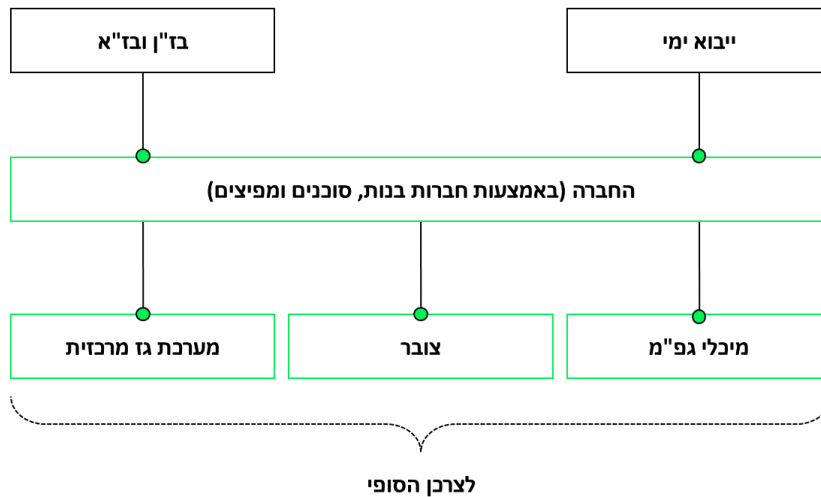 ייבוא ימי
בז"ן ובז"א
החברה (באמצעות חברות בנות, סוכנים ומפיצים)
מיכלי גפ"מ
צובר
מערכת גז מרכזית
לצרכן הסופי